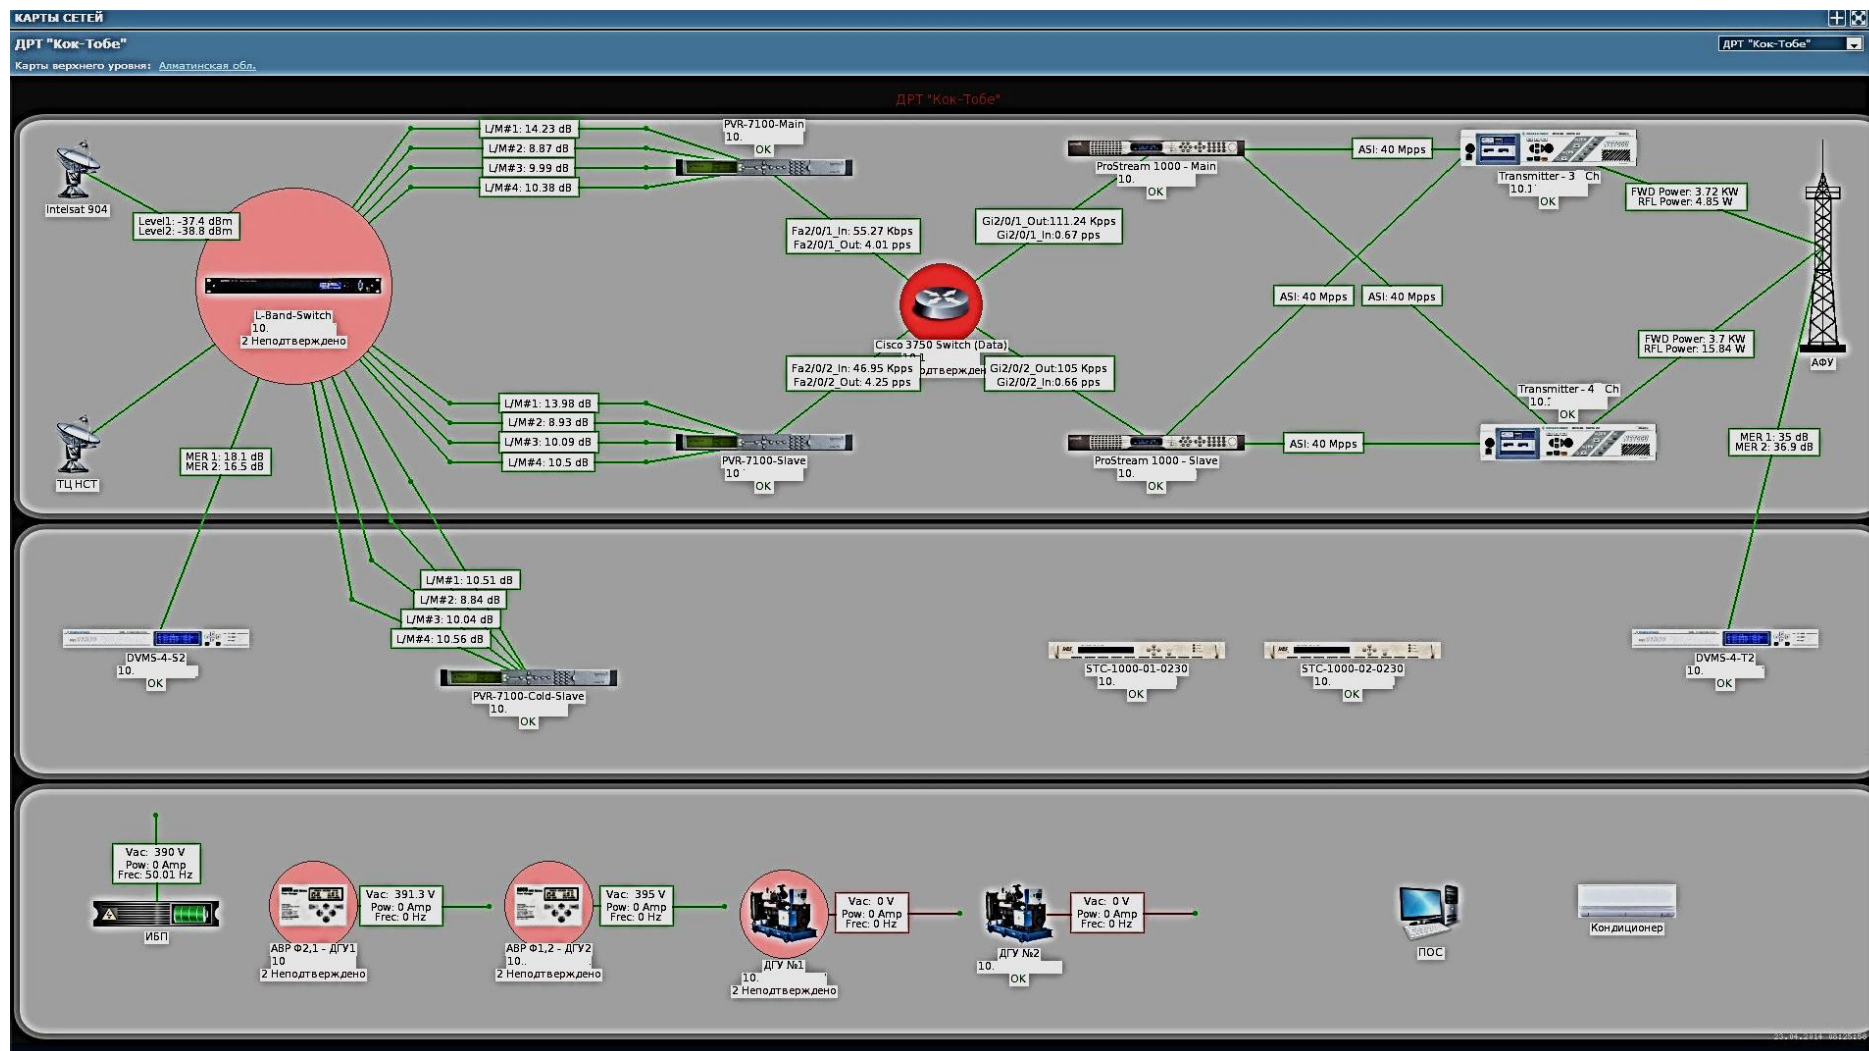 КАРТЫ СЕТЕЙ
ДРТ "Кок-Тобе"
ДРТ "Кок-Тобе"
Карты верхнего уровня: Алматинская обл.
ДРТ "Кок-Тобе"
Intelsat 904
Level1: -37.4 dBm
Level2: -38.8 dBm
L/M#1: 14.23 dB
L/M#2: 8.87 dB
L/M#3: 9.99 dB
L/M#4: 10.38 dB
PVR-7100-Main
10.
OK
Fa2/0/1_In: 55.27 Kbps
Fa2/0/1_Out: 4.01 pps
Gi2/0/1_Out:111.24 Kpps
Gi2/0/1_In:0.67 pps
ProStream 1000 - Main
10.
OK
ASI: 40 Mpps
Transmitter - 3 Ch
OK
FWD Power: 3.72 KW
RFL Power: 4.85 W
L-Band-Switch
10.
2 Неподтверждено
Cisco 3750 Switch (Data)
ASI: 40 Mpps
ASI: 40 Mpps
FWD Power: 3.7 KW
RFL Power: 15.84 W
АФУ
Fa2/0/2_In: 46.95 Kpps
Fa2/0/2_Out: 4.25 pps
Gi2/0/2_Out:105 Kpps
Gi2/0/2_In:0.66 pps
Transmitter - 4 Ch
10.
OK
L/M#1: 13.98 dB
L/M#2: 8.93 dB
L/M#3: 10.09 dB
L/M#4: 10.5 dB
PVR-7100-Slave
10
OK
ProStream 1000 - Slave
10.
OK
ASI: 40 Mpps
MER 1: 35 dB
MER 2: 36.9 dB
ТЦ НСТ
MER 1: 18.1 dB
MER 2: 16.5 dB
L/M#1: 10.51 dB
L/M#2: 8.84 dB
L/M#3: 10.04 dB
L/M#4: 10.56 dB
DVMS-4-S2
10.
OK
PVR-7100-Cold-Slave
10.
OK
STC-1000-01-0230
10.
OK
STC-1000-02-0230
10.
OK
DVMS-4-T2
10.
OK
Vac: 390 V
Pow: 0 Amp
Frec: 50.01 Hz
ИБП
Vac: 391.3 V
Pow: 0 Amp
Frec: 0 Hz
АВР Ф2,1 - ДГУ1
10
2 Неподтверждено
Vac: 395 V
Pow: 0 Amp
Frec: 0 Hz
АВР Ф1,2 - ДГУ2
10..
2 Неподтверждено
Vac: 0 V
Pow: 0 Amp
Frec: 0 Hz
ДГУ №1
10.
2 Неподтверждено
Vac: 0 V
Pow: 0 Amp
Frec: 0 Hz
ДГУ №2
10.
OK
ПОС
Кондиционер